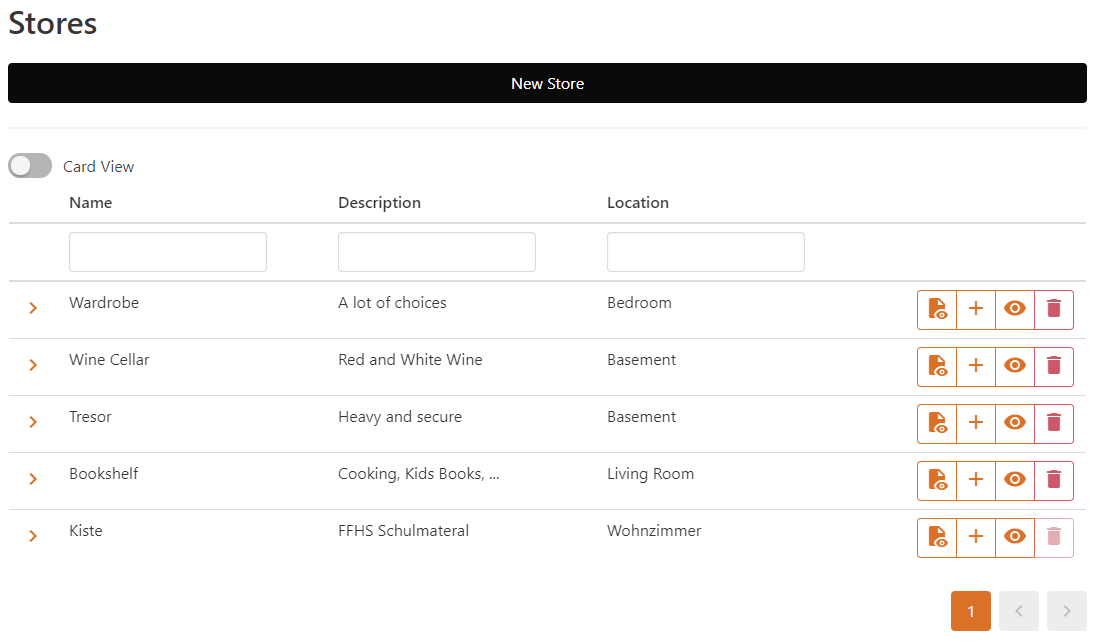 Stores
New Store
Card View
Name Description Location
Wardrobe A lot of choices Bedroom
Wine Cellar Red and White Wine Basement
Tresor Heavy and secure Basement
Bookshelf Cooking, Kids Books, ... Living Room
Kiste FFHS Schulmateral Wohnzimmer
1